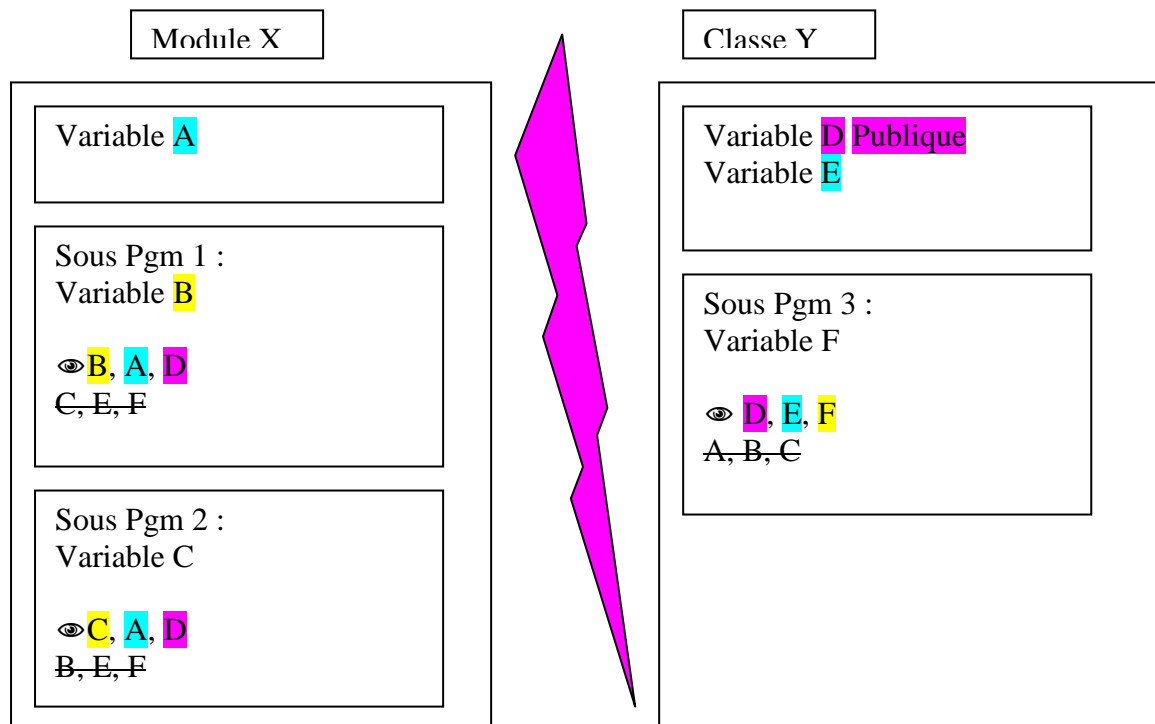 Module X
Variable A
Sous Pgm 1 :
Variable B
B, A, D
C, E, F
Sous Pgm 2 :
Variable C
C, A, D
B, E, F
Classe Y
Variable D Publique
Variable E
Sous Pgm 3 :
Variable F
D, E, F
A, B, C